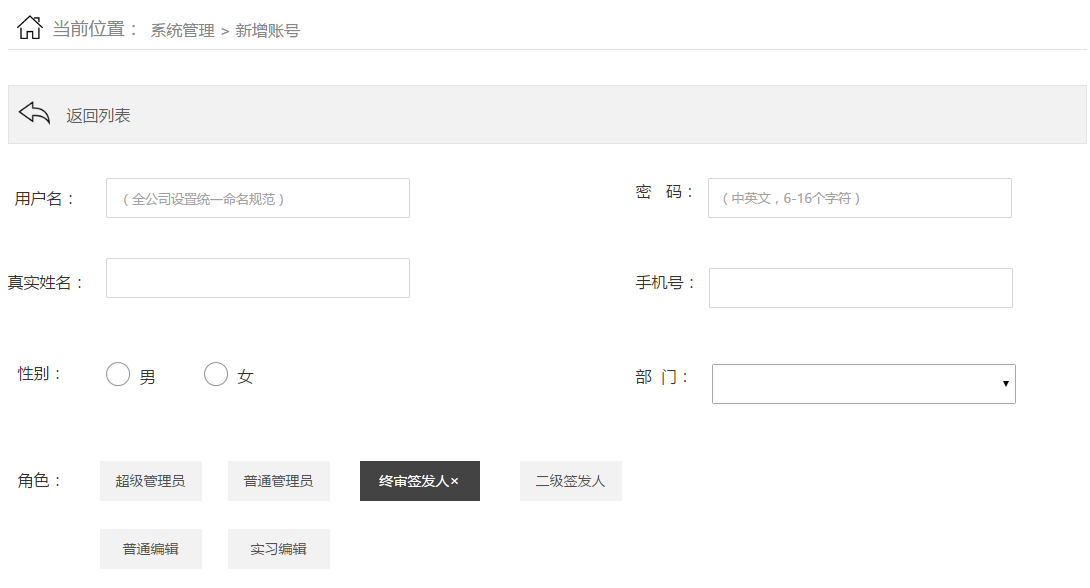 当前位置： 系统管理 > 新增账号
返回列表
用户名： （全公司设置统一命名规范） 密 码： （中英文，6-16个字符）
真实姓名： 手机号：
性别： 男 女 部 门：
角色： 超级管理员 普通管理员 终审签发人× 二级签发人
普通编辑 实习编辑